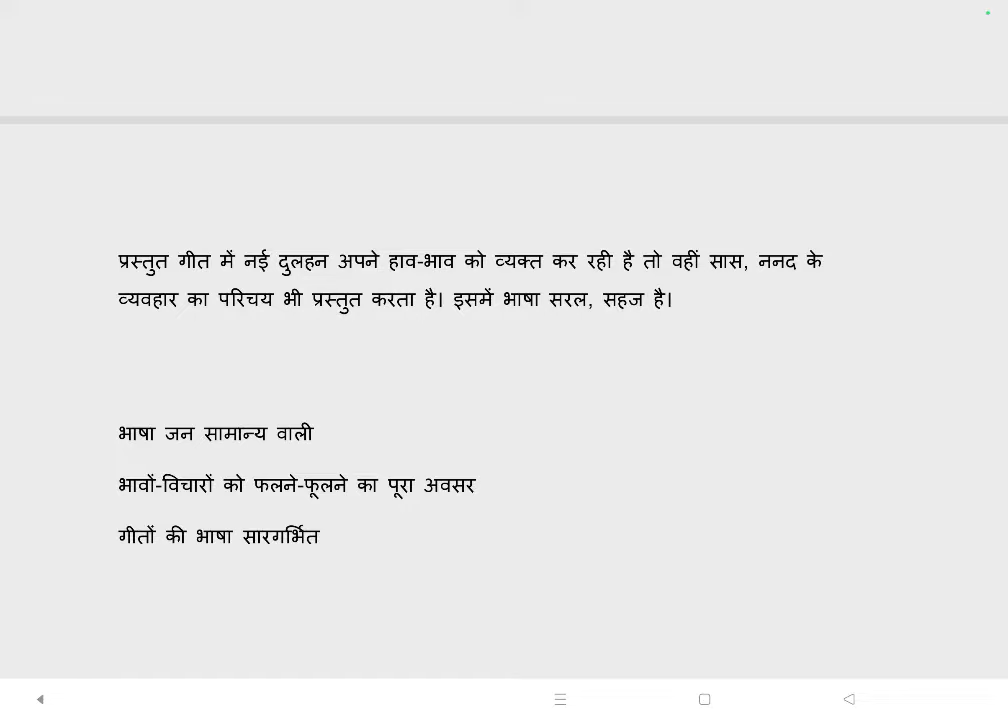 प्रस्तुत गीत में नई दुलहन अपने हाव-भाव को व्यक्त कर रही है तो वहीं सास, ननद के
व्यवहार का परिचय भी प्रस्तुत करता है। इसमें भाषा सरल, सहज है।
भाषा जन सामान्य वाली
भावों-विचारों को फलने-फूलने का पूरा अवसर
गीतों की भाषा सारगर्भित